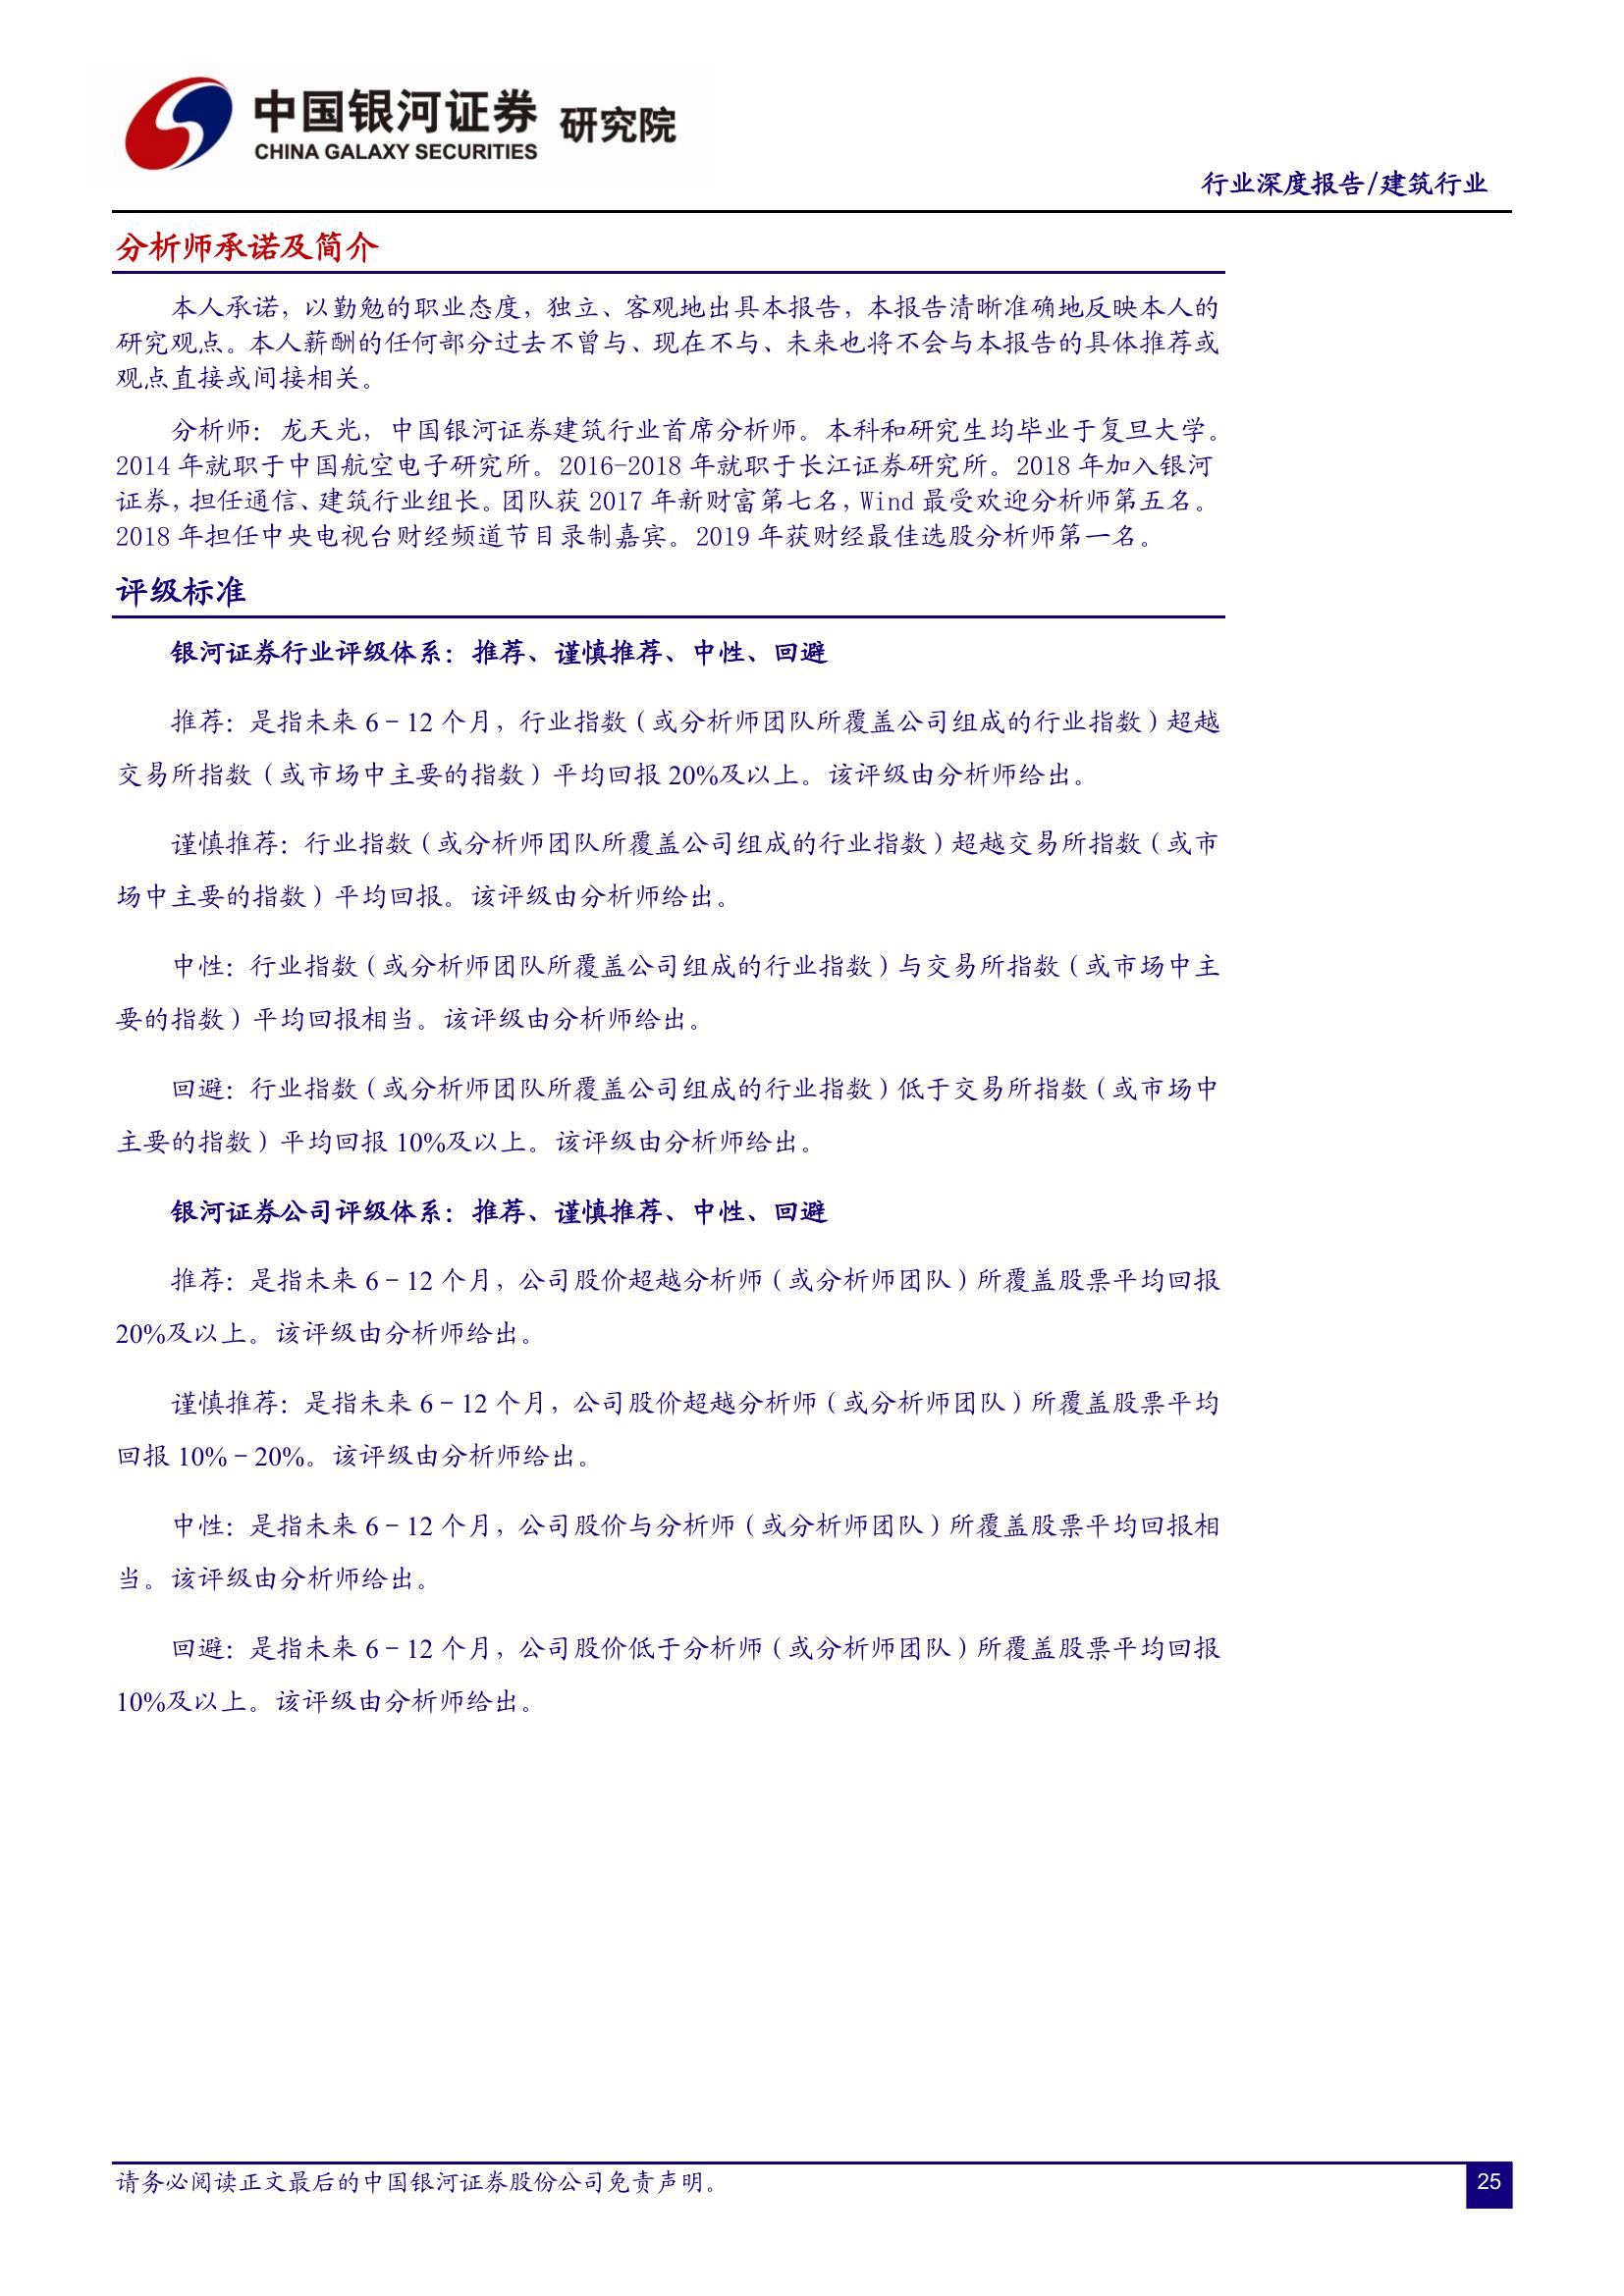 中国银河证券 研究院
CHINA GALAXY SECURITIES
行业深度报告/建筑行业
分析师承诺及简介
本人承诺，以勤勉的职业态度，独立、客观地出具本报告，本报告清晰准确地反映本人的
研究观点。本人薪酬的任何部分过去不曾与、现在不与、未来也将不会与本报告的具体推荐或
观点直接或间接相关。
分析师：龙天光，中国银河证券建筑行业首席分析师。本科和研究生均毕业于复旦大学。
2014 年就职于中国航空电子研究所。2016-2018 年就职于长江证券研究所。2018 年加入银河
证券，担任通信、建筑行业组长。团队获 2017 年新财富第七名，Wind 最受欢迎分析师第五名。
2018 年担任中央电视台财经频道节目录制嘉宾。2019 年获财经最佳选股分析师第一名。
评级标准
银河证券行业评级体系：推荐、谨慎推荐、中性、回避
推荐：是指未来 6－12 个月，行业指数（或分析师团队所覆盖公司组成的行业指数）超越
交易所指数（或市场中主要的指数）平均回报 20%及以上。该评级由分析师给出。
谨慎推荐：行业指数（或分析师团队所覆盖公司组成的行业指数）超越交易所指数（或市
场中主要的指数）平均回报。该评级由分析师给出。
中性：行业指数（或分析师团队所覆盖公司组成的行业指数）与交易所指数（或市场中主
要的指数）平均回报相当。该评级由分析师给出。
回避：行业指数（或分析师团队所覆盖公司组成的行业指数）低于交易所指数（或市场中
主要的指数）平均回报 10%及以上。该评级由分析师给出。
银河证券公司评级体系：推荐、谨慎推荐、中性、回避
推荐：是指未来 6－12 个月，公司股价超越分析师（或分析师团队）所覆盖股票平均回报
20%及以上。该评级由分析师给出。
谨慎推荐：是指未来 6－12 个月，公司股价超越分析师（或分析师团队）所覆盖股票平均
回报 10%－20%。该评级由分析师给出。
中性：是指未来 6－12 个月，公司股价与分析师（或分析师团队）所覆盖股票平均回报相
当。该评级由分析师给出。
回避：是指未来 6－12 个月，公司股价低于分析师（或分析师团队）所覆盖股票平均回报
10%及以上。该评级由分析师给出。
请务必阅读正文最后的中国银河证券股份公司免责声明。
25